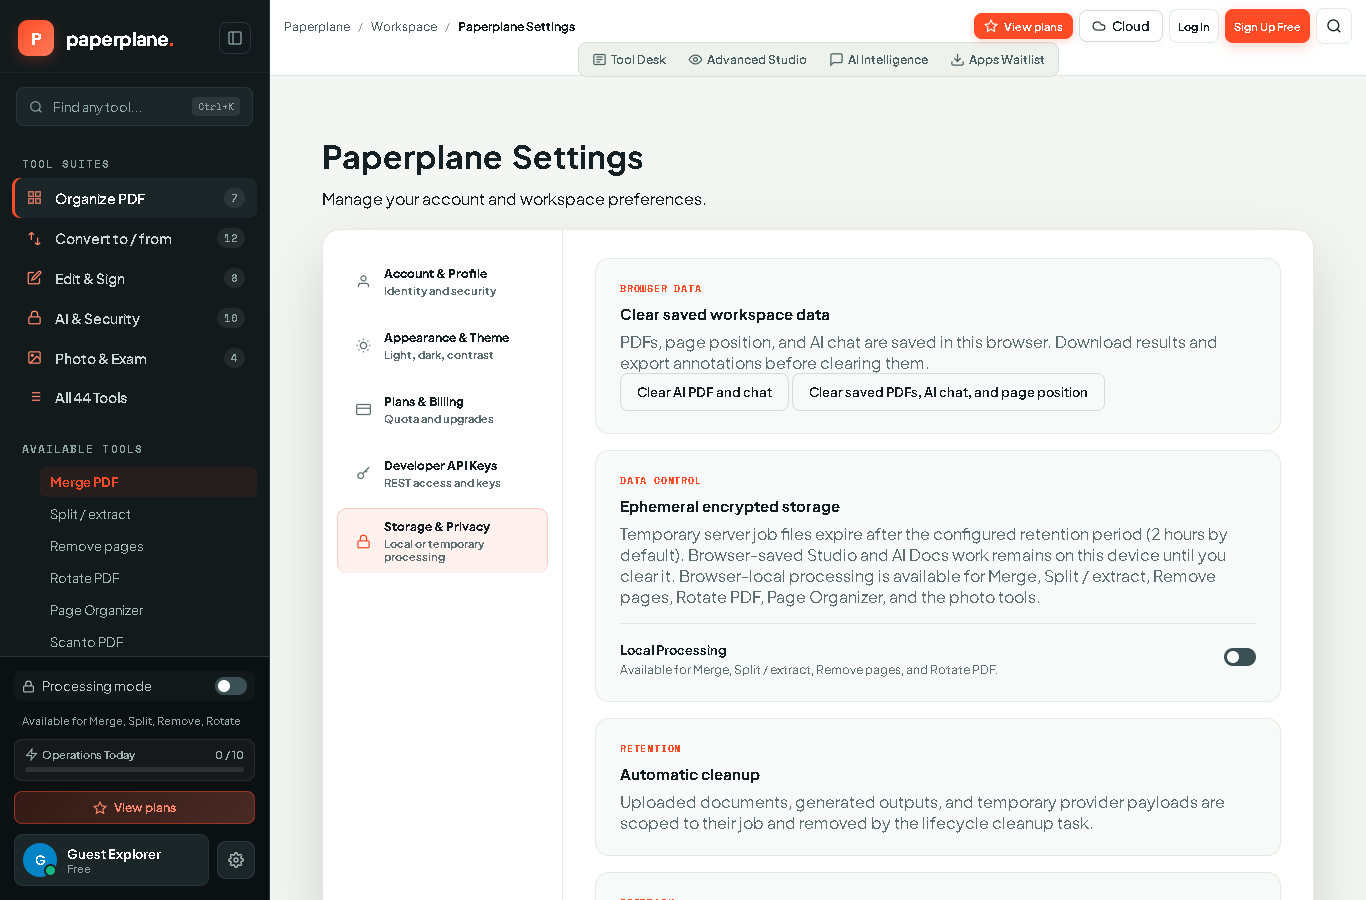 P paperplane.
Find any tool... Ctrl+K
TOOL SUITES
Organize PDF 7
Convert to / from 12
Edit & Sign 8
AI & Security 10
Photo & Exam 4
All 44 Tools
AVAILABLE TOOLS
Merge PDF
Split / extract
Remove pages
Rotate PDF
Page Organizer
Scan to PDF
Processing mode
Available for Merge, Split, Remove, Rotate
Operations Today 0 / 10
View plans
G Guest Explorer
Free
Paperplane / Workspace / Paperplane Settings
View plans
Cloud
Log In
Sign Up Free
Tool Desk
Advanced Studio
AI Intelligence
Apps Waitlist
Paperplane Settings
Manage your account and workspace preferences.
Account & Profile
Identity and security
Appearance & Theme
Light, dark, contrast
Plans & Billing
Quota and upgrades
Developer API Keys
REST access and keys
Storage & Privacy
Local or temporary
processing
BROWSER DATA
Clear saved workspace data
PDFs, page position, and AI chat are saved in this browser. Download results and
export annotations before clearing them.
Clear AI PDF and chat
Clear saved PDFs, AI chat, and page position
DATA CONTROL
Ephemeral encrypted storage
Temporary server job files expire after the configured retention period (2 hours by
default). Browser-saved Studio and AI Docs work remains on this device until you
clear it. Browser-local processing is available for Merge, Split / extract, Remove
pages, Rotate PDF, Page Organizer, and the photo tools.
Local Processing
Available for Merge, Split / extract, Remove pages, and Rotate PDF.
RETENTION
Automatic cleanup
Uploaded documents, generated outputs, and temporary provider payloads are
scoped to their job and removed by the lifecycle cleanup task.